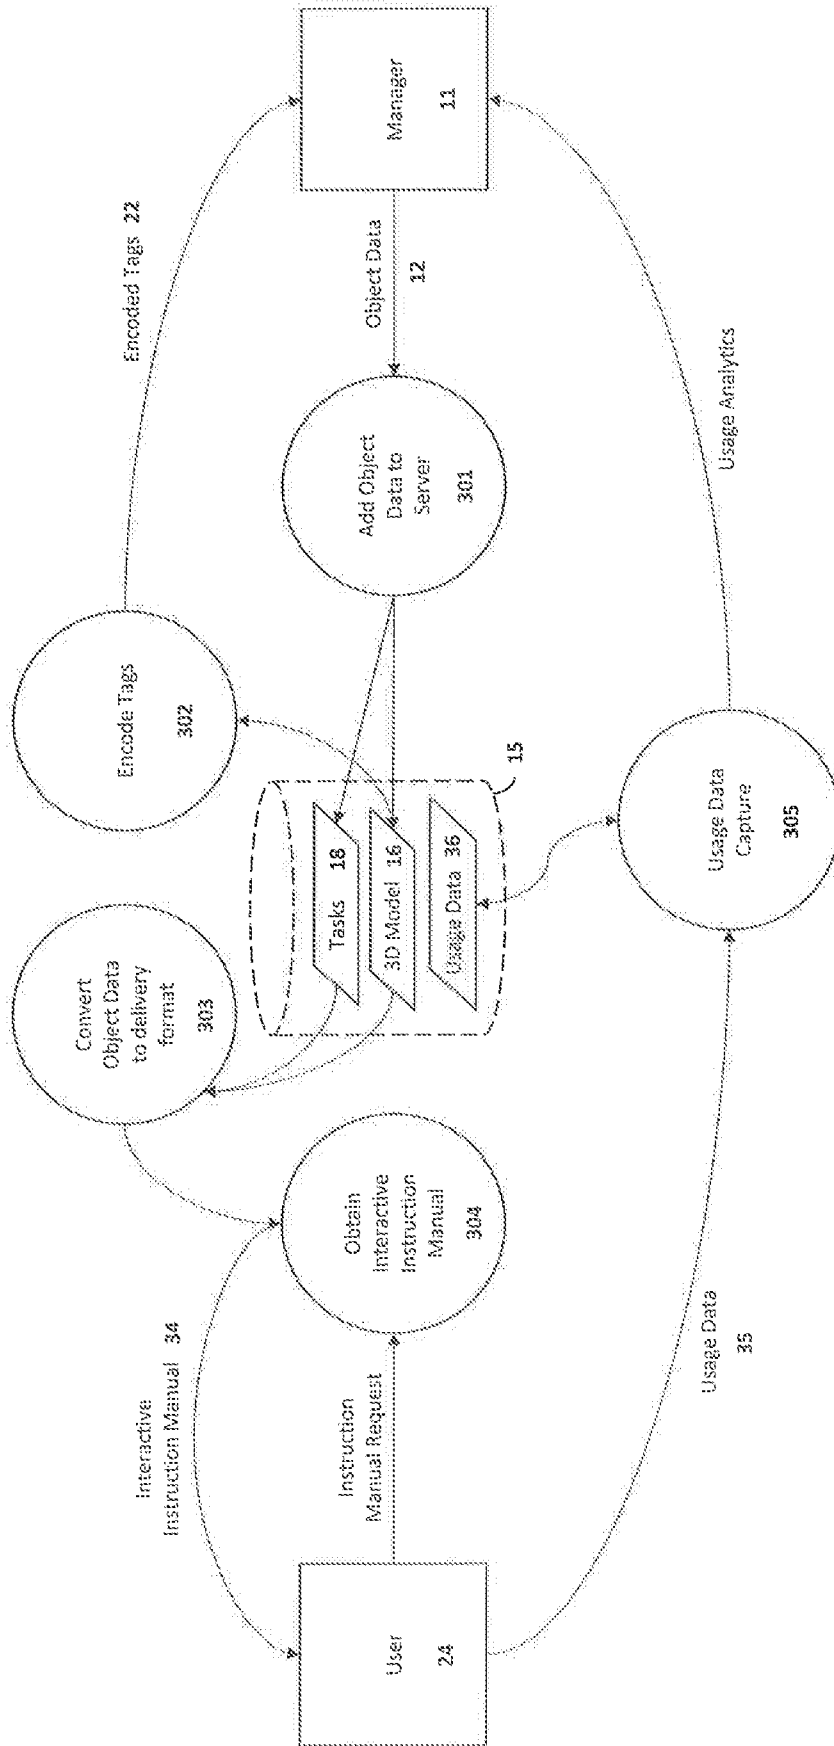 Interactive
Instruction Manual 34
Convert
Object Data
to delivery
format
303
Encode Tags
302
Encoded Tags 22
User
24
Instruction
Manual Request
Obtain
Interactive
Instruction
Manual
304
Tasks 18
3D Model 16
Usage Data 36
15
Add Object
Data to
Server
301
Object Data
12
Manager
11
Usage Data
35
Usage Data
Capture
305
Usage Analytics